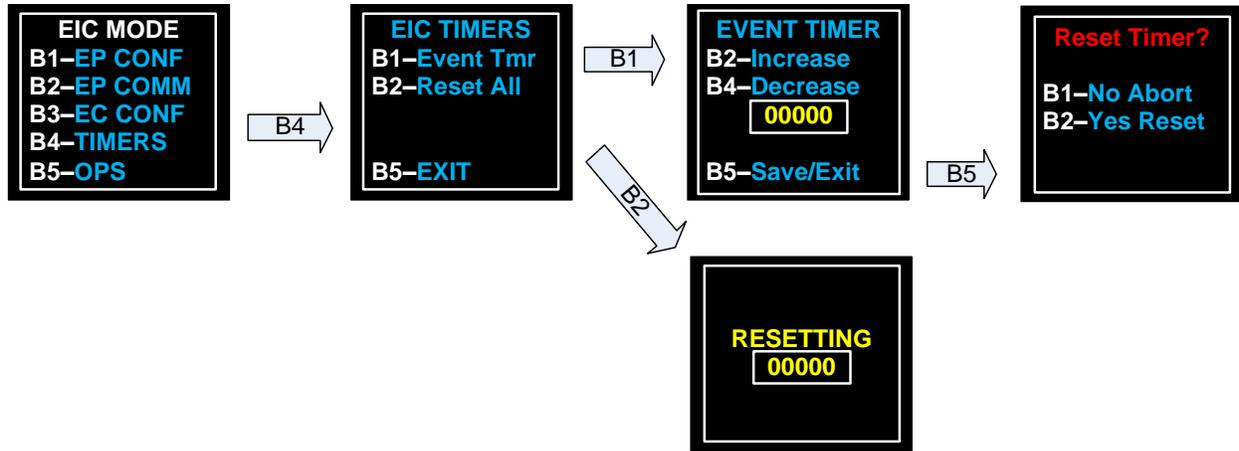 EIC MODE
B1–EP CONF
B2–EP COMM
B3–EC CONF
B4–TIMERS
B5–OPS
B4
EIC TIMERS
B1–Event Tmr
B2–Reset All
B5–EXIT
B1
EVENT TIMER
B2–Increase
B4–Decrease
00000
B5–Save/Exit
B5
Reset Timer?
B1–No Abort
B2–Yes Reset
B2
RESETTING
00000